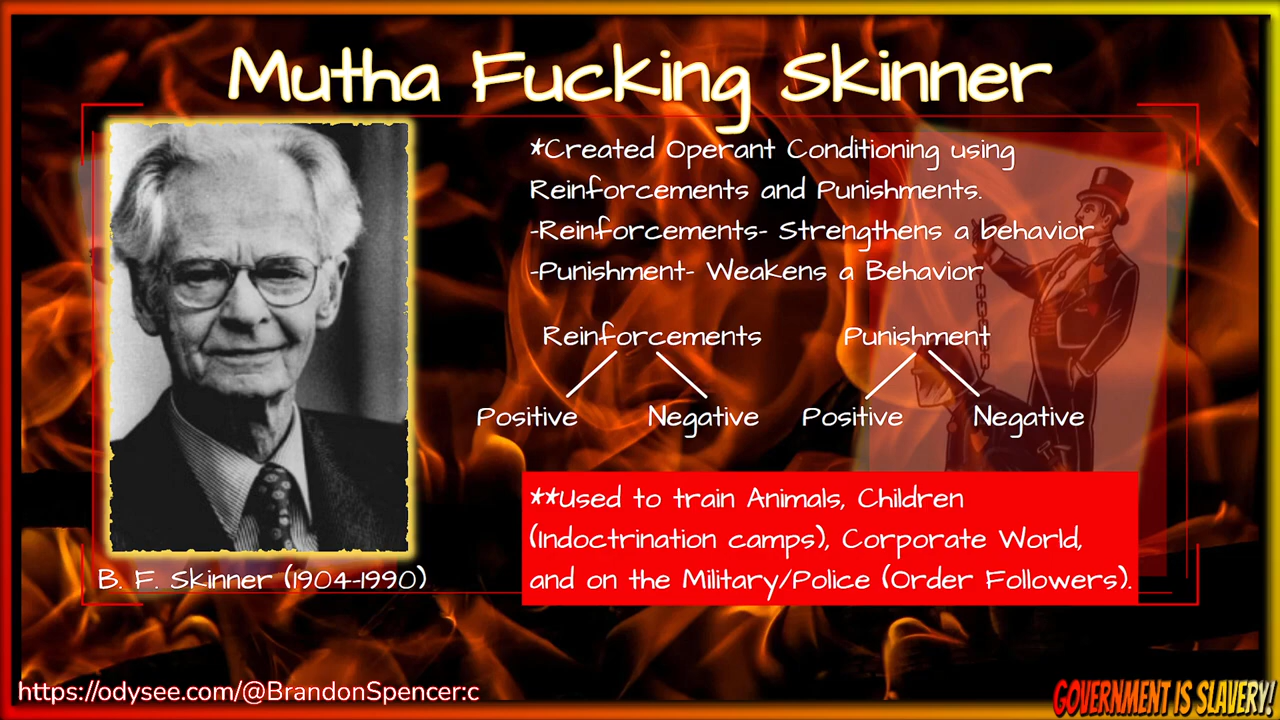 Mutha Fucking Skinner
*Created Operant Conditioning using
Reinforcements and Punishments.
-Reinforcements- Strengthens a behavior
-Punishment- Weakens a Behavior
Reinforcements Punishment
Positive Negative Positive Negative
**Used to train Animals, Children
(Indoctrination camps), Corporate World,
and on the Military/Police (Order Followers).
B. F. Skinner (1904-1990)
https://odysee.com/@BrandonSpencer:c
GOVERNMENT IS SLAVERY!